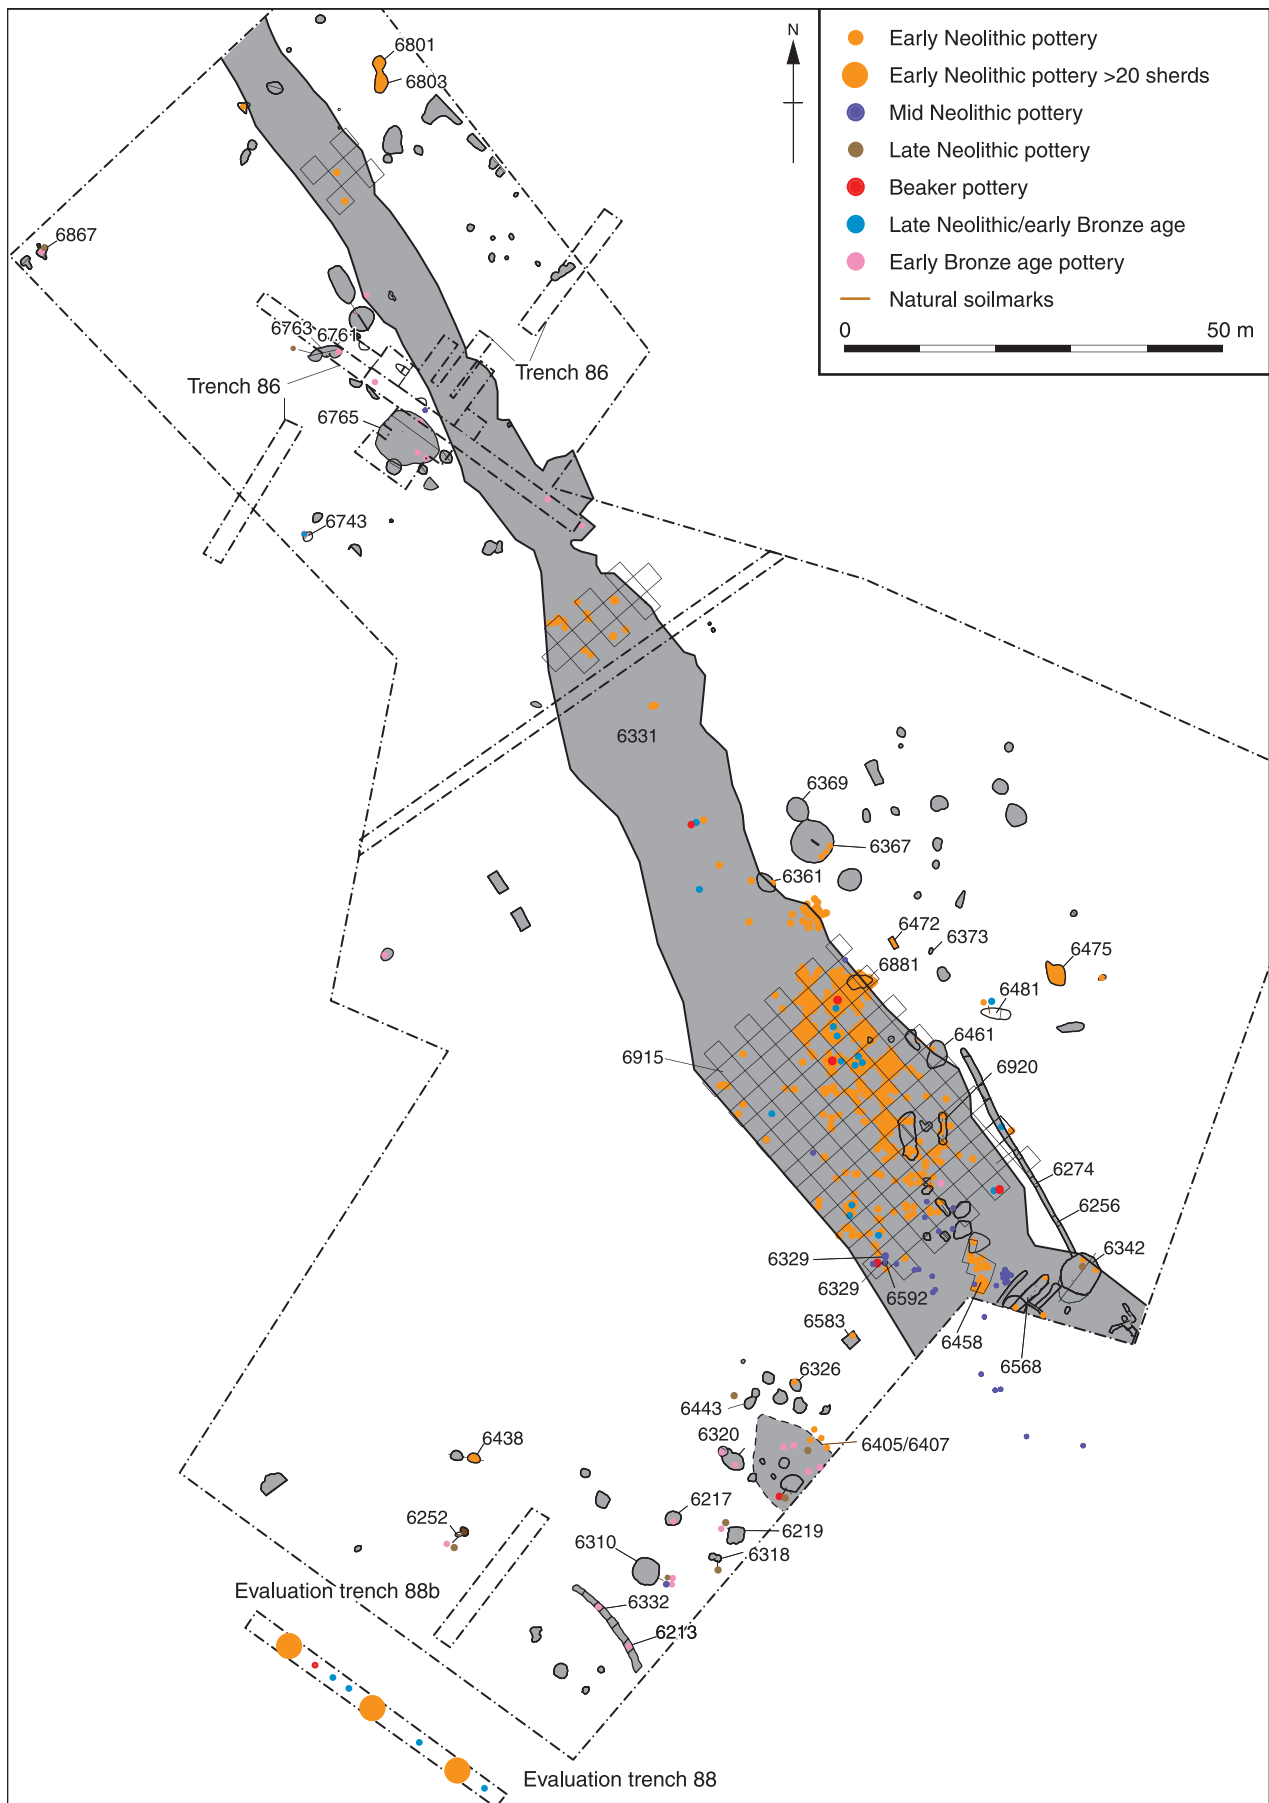 N
Early Neolithic pottery
Early Neolithic pottery >20 sherds
Mid Neolithic pottery
Late Neolithic pottery
Beaker pottery
Late Neolithic/early Bronze age
Early Bronze age pottery
Natural soilmarks
0 50 m
6801
6803
6867
6763 6761
Trench 86
Trench 86
6765
6743
6331
6369
6367
6361
6472
6373
6475
6881
6481
6461
6915
6920
6274
6256
6342
6329
6329
6592
6583
6458
6568
6326
6443
6320
6405/6407
6438
6217
6252
6219
6310
6318
6332
6213
Evaluation trench 88b
Evaluation trench 88